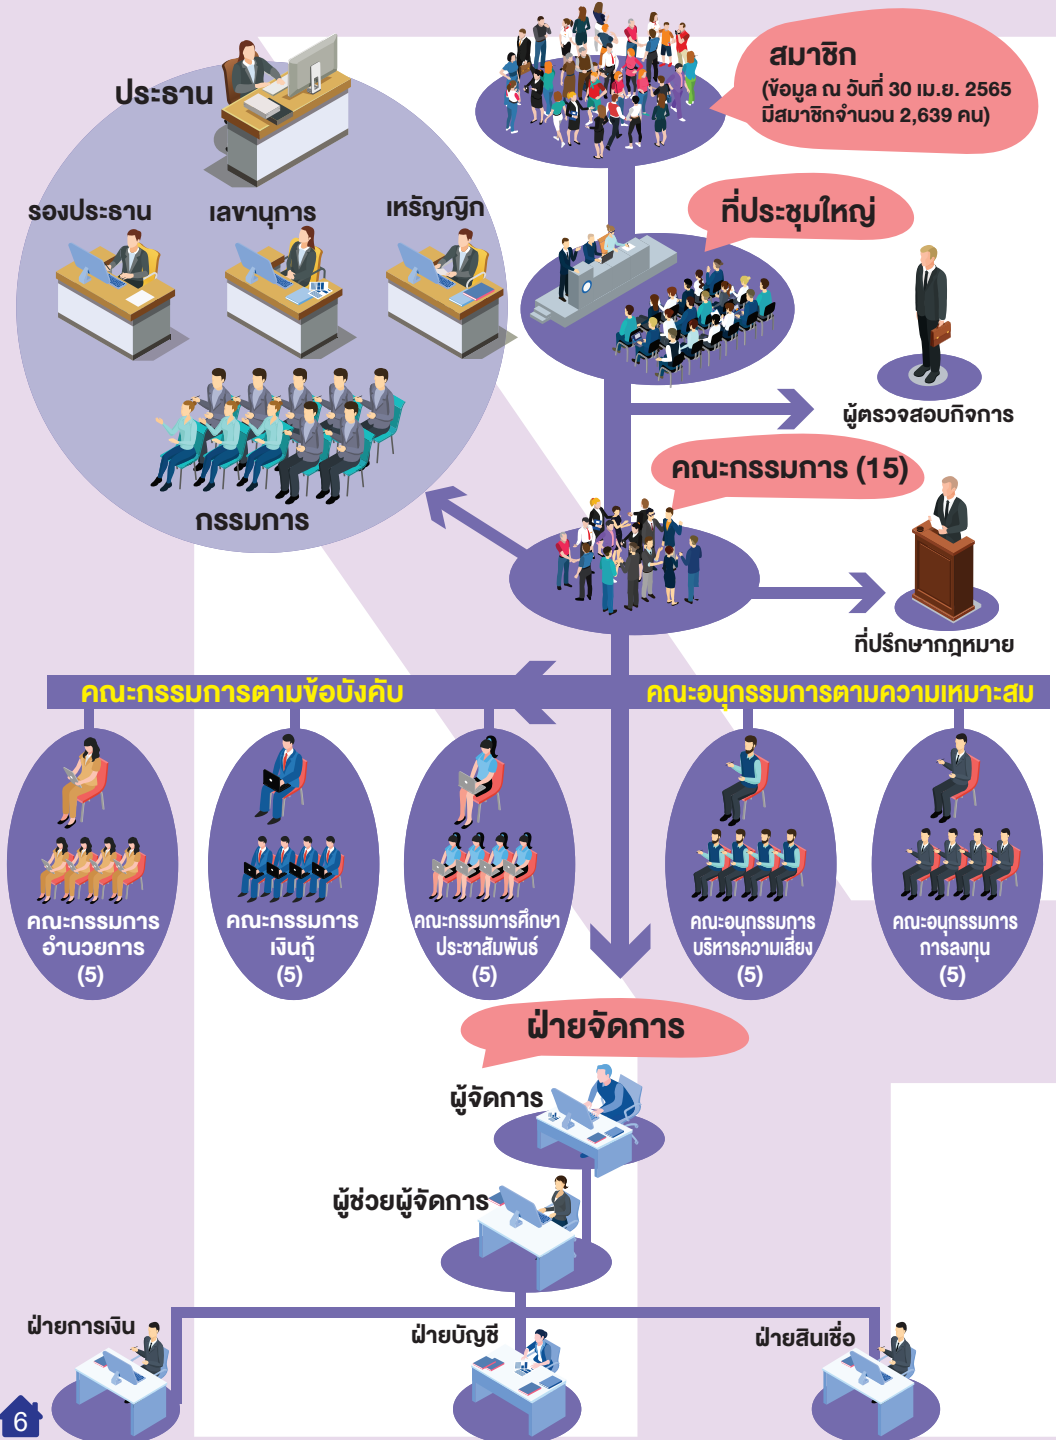 สมาชิก
(ข้อมูล ณ วันที่ 30 เม.ย. 2565
มีสมาชิกจำนวน 2,639 คน)
ประธาน
รองประธาน
เลขานุการ
เหรัญญิก
กรรมการ
ที่ประชุมใหญ่
ผู้ตรวจสอบกิจการ
คณะกรรมการ (15)
ที่ปรึกษากฎหมาย
คณะกรรมการตามข้อบังคับ
คณะอนุกรรมการตามความเหมาะสม
คณะกรรมการ
อำนวยการ
(5)
คณะกรรมการ
เงินกู้
(5)
คณะกรรมการศึกษา
ประชาสัมพันธ์
(5)
คณะอนุกรรมการ
บริหารความเสี่ยง
(5)
คณะอนุกรรมการ
การลงทุน
(5)
ฝ่ายจัดการ
ผู้จัดการ
ผู้ช่วยผู้จัดการ
ฝ่ายการเงิน
ฝ่ายบัญชี
ฝ่ายสินเชื่อ
6